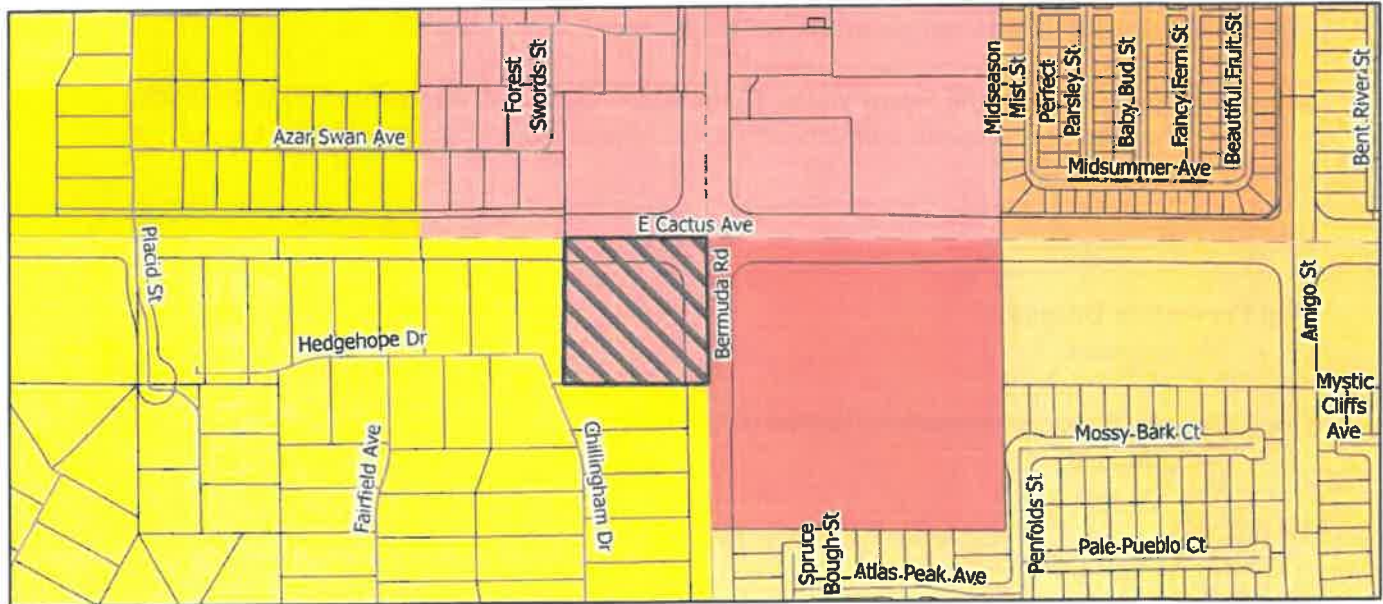 Forest
Swords St
Azar Swan Ave
Midseason
Mist St
Perfect
Parsley St
Baby Bud St
Fancy Fern St
Beautiful Fruit St
Bent River St
Midsummer Ave
E Cactus Ave
Placid St
Bermuda Rd
Amigo St
Hedgehope Dr
Mystic
Cliffs
Ave
Fairfield Ave
Chillingham Dr
Mossy Bark Ct
Penfolds St
Spruce
Bough St
Pale Pueblo Ct
Atlas Peak Ave